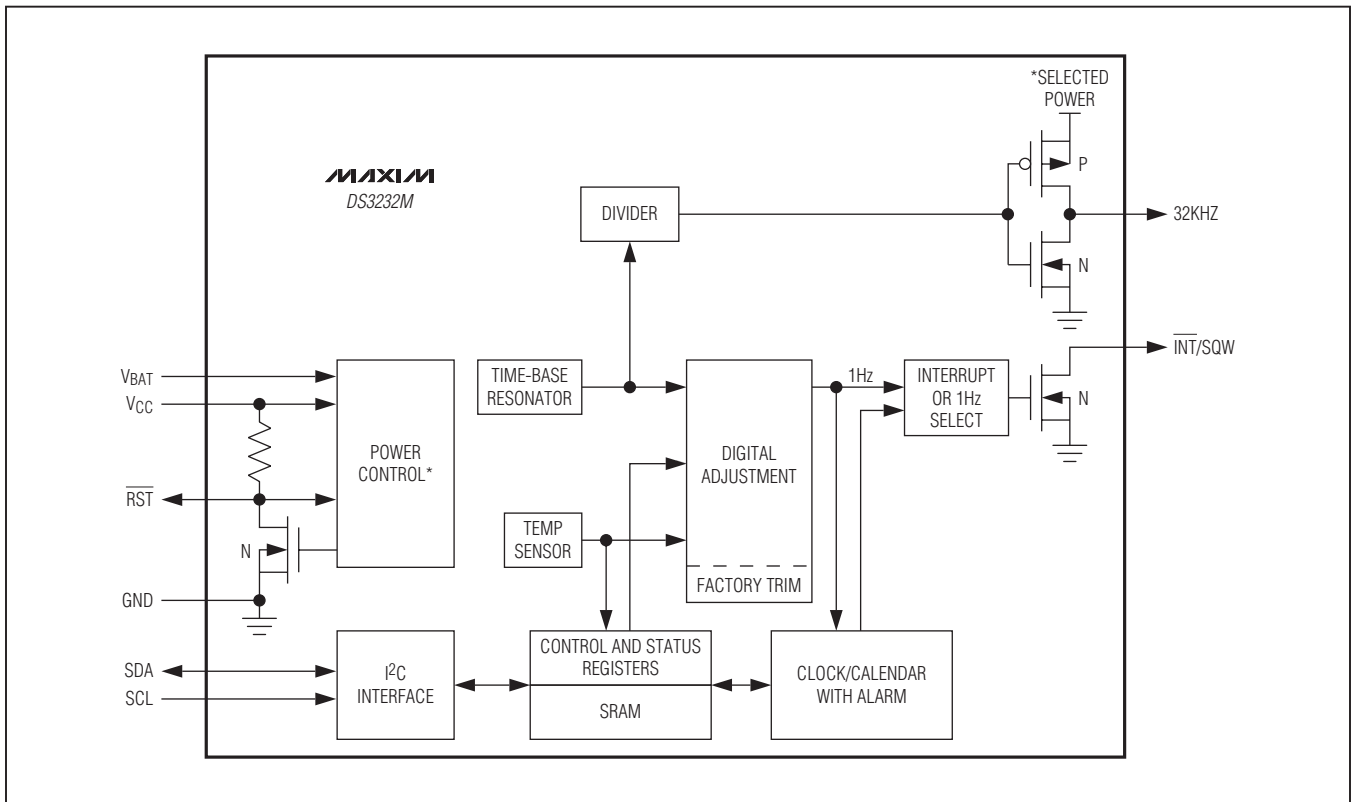 *SELECTED
POWER
P
MAXIM
DS3232M
DIVIDER
32KHZ
N
INT/SQW
VBAT
VCC
POWER
CONTROL*
TIME-BASE
RESONATOR
1Hz
INTERRUPT
OR 1Hz
SELECT
N
DIGITAL
ADJUSTMENT
RST
N
TEMP
SENSOR
FACTORY TRIM
GND
SDA
SCL
I2C
INTERFACE
CONTROL AND STATUS
REGISTERS
SRAM
CLOCK/CALENDAR
WITH ALARM